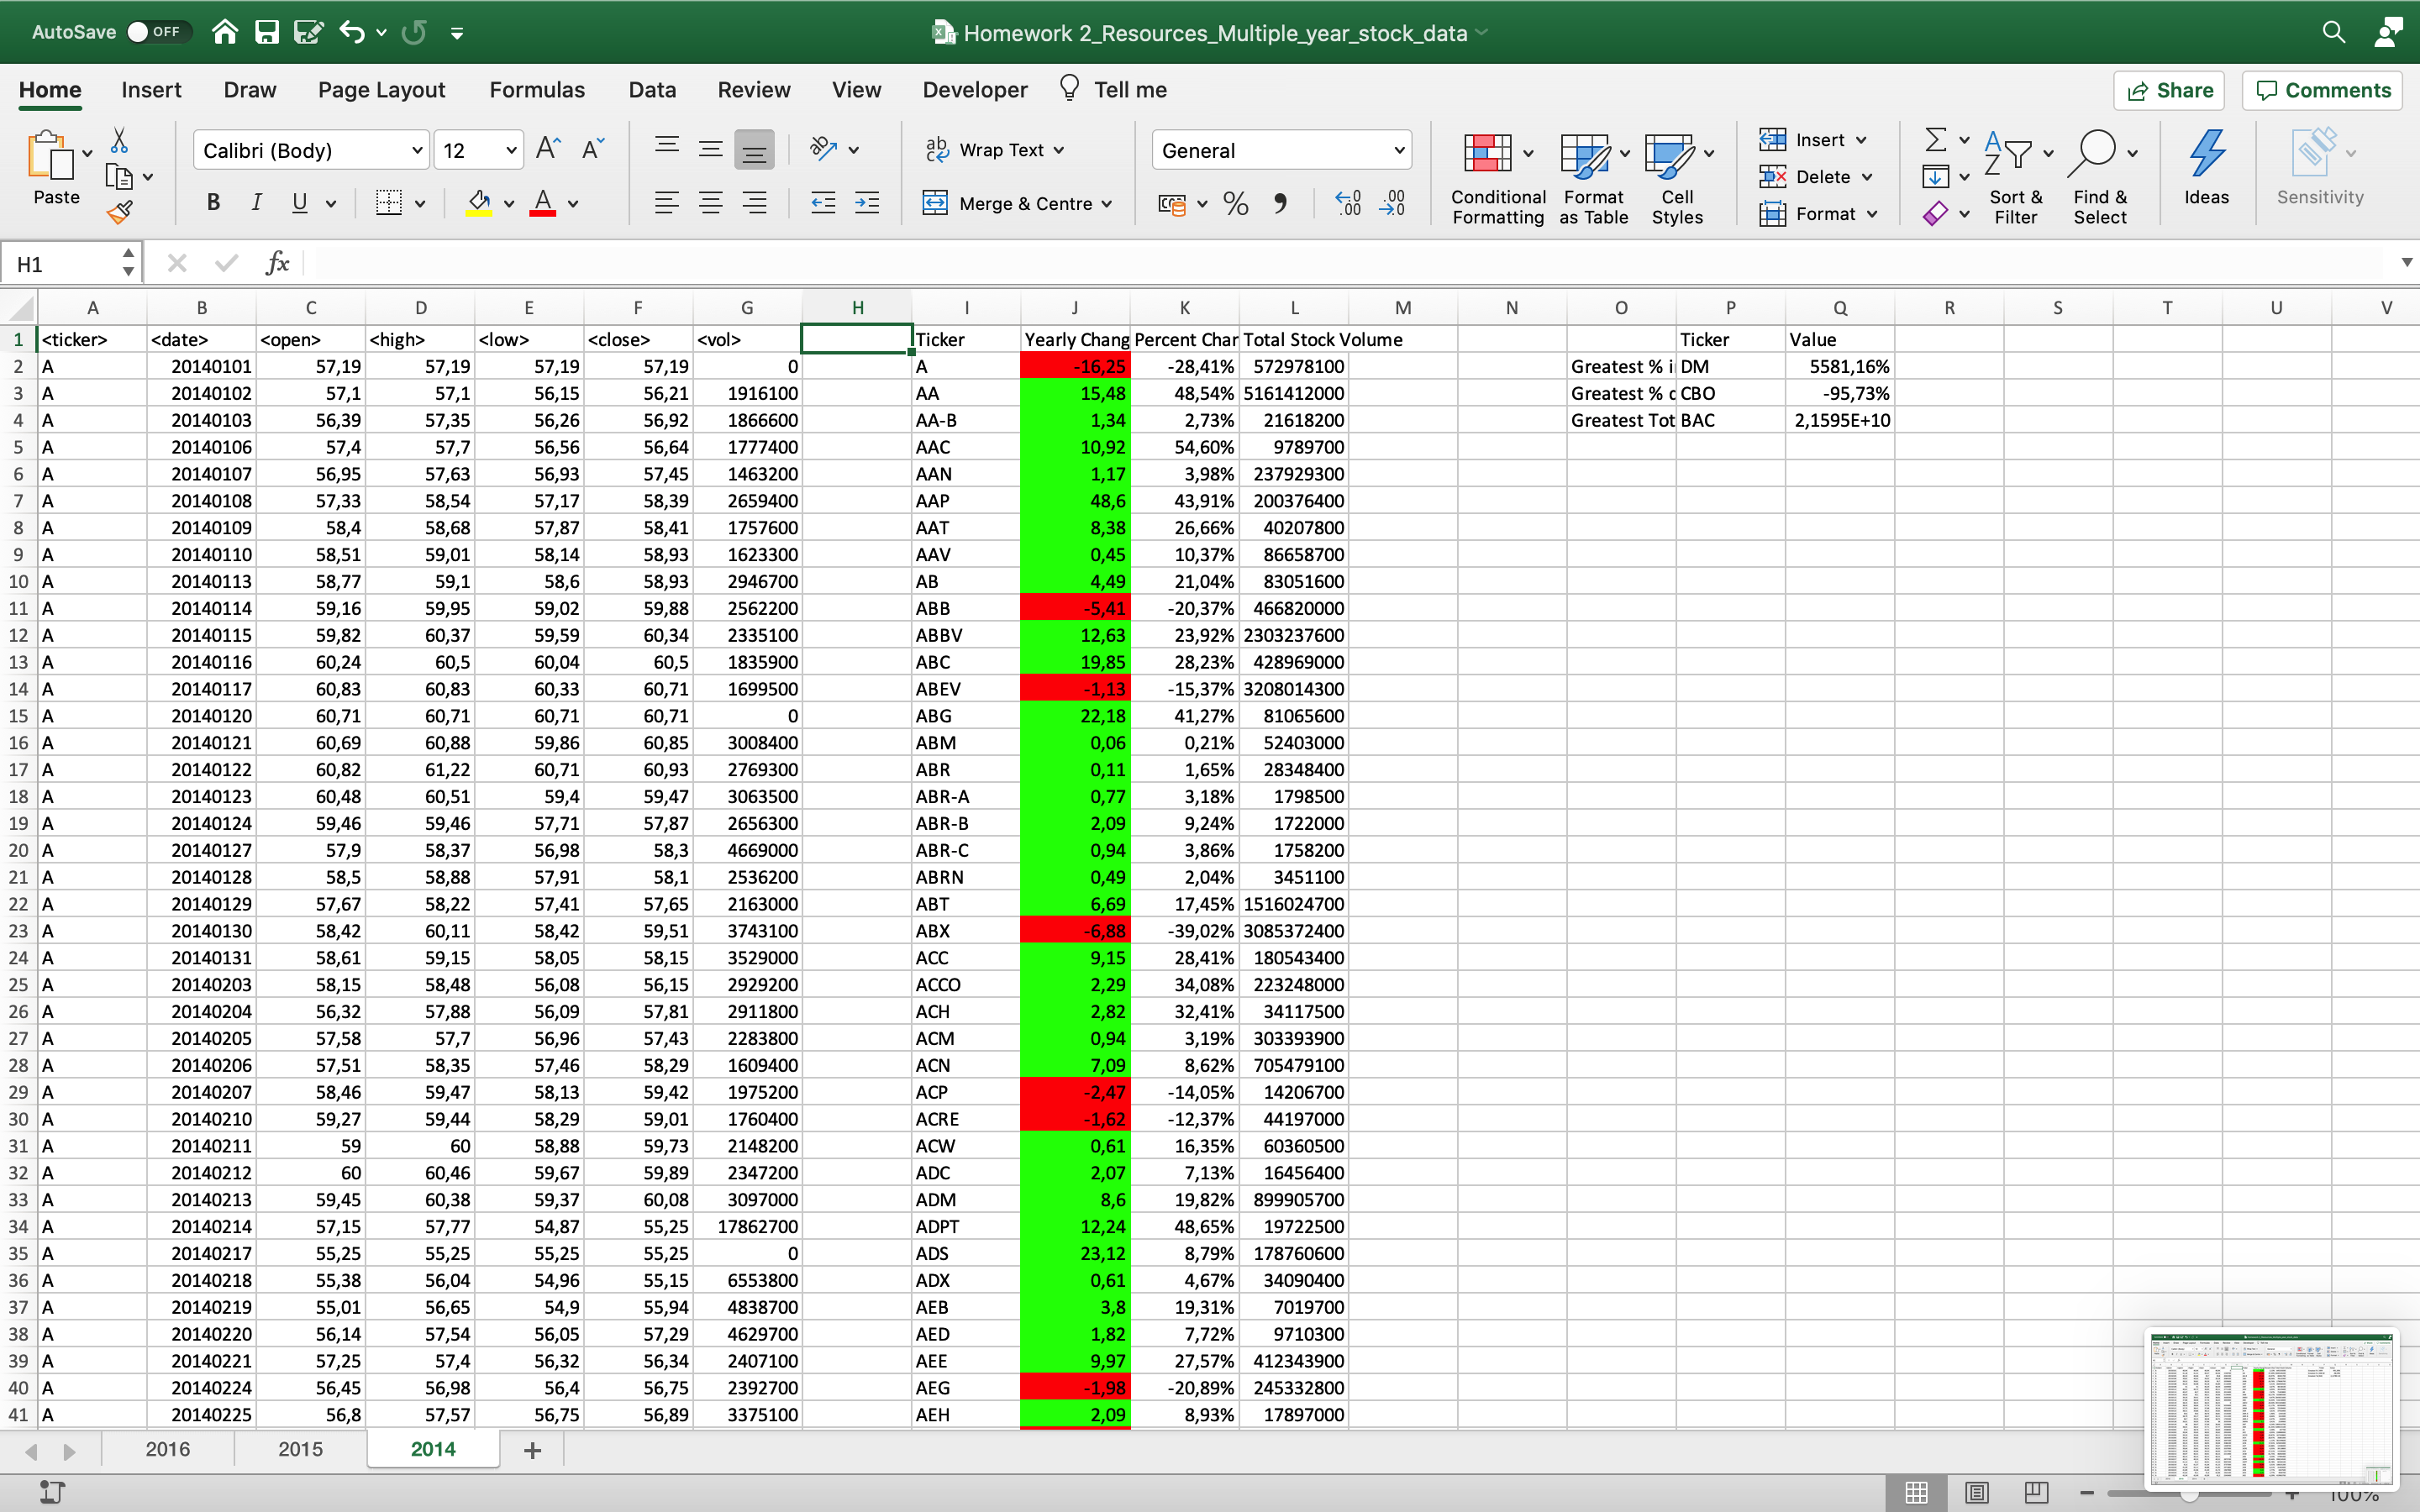 AutoSave OFF Homework 2_Resources_Multiple_year_stock_data
Home Insert Draw Page Layout Formulas Data Review View Developer Tell me Share Comments
Paste Calibri (Body) 12 Wrap Text General Conditional Formatting Format as Table Cell Styles Insert Delete Format Sort & Filter Find & Select Ideas Sensitivity
B I U Merge & Centre
H1 fx
A B C D E F G H I J K L M N O P Q R S T U V
1 <ticker> <date> <open> <high> <low> <close> <vol> Ticker Yearly Chang Percent Char Total Stock Volume Ticker Value
2 A 20140101 57,19 57,19 57,19 57,19 0 A -16,25 -28,41% 572978100 Greatest % i DM 5581,16%
3 A 20140102 57,1 57,1 56,15 56,21 1916100 AA 15,48 48,54% 5161412000 Greatest % c CBO -95,73%
4 A 20140103 56,39 57,35 56,26 56,92 1866600 AA-B 1,34 2,73% 21618200 Greatest Tot BAC 2,1595E+10
5 A 20140106 57,4 57,7 56,56 56,64 1777400 AAC 10,92 54,60% 9789700
6 A 20140107 56,95 57,63 56,93 57,45 1463200 AAN 1,17 3,98% 237929300
7 A 20140108 57,33 58,54 57,17 58,39 2659400 AAP 48,6 43,91% 200376400
8 A 20140109 58,4 58,68 57,87 58,41 1757600 AAT 8,38 26,66% 40207800
9 A 20140110 58,51 59,01 58,14 58,93 1623300 AAV 0,45 10,37% 86658700
10 A 20140113 58,77 59,1 58,6 58,93 2946700 AB 4,49 21,04% 83051600
11 A 20140114 59,16 59,95 59,02 59,88 2562200 ABB -5,41 -20,37% 466820000
12 A 20140115 59,82 60,37 59,59 60,34 2335100 ABBV 12,63 23,92% 2303237600
13 A 20140116 60,24 60,5 60,04 60,5 1835900 ABC 19,85 28,23% 428969000
14 A 20140117 60,83 60,83 60,33 60,71 1699500 ABEV -1,13 -15,37% 3208014300
15 A 20140120 60,71 60,71 60,71 60,71 0 ABG 22,18 41,27% 81065600
16 A 20140121 60,69 60,88 59,86 60,85 3008400 ABM 0,06 0,21% 52403000
17 A 20140122 60,82 61,22 60,71 60,93 2769300 ABR 0,11 1,65% 28348400
18 A 20140123 60,48 60,51 59,4 59,47 3063500 ABR-A 0,77 3,18% 1798500
19 A 20140124 59,46 59,46 57,71 57,87 2656300 ABR-B 2,09 9,24% 1722000
20 A 20140127 57,9 58,37 56,98 58,3 4669000 ABR-C 0,94 3,86% 1758200
21 A 20140128 58,5 58,88 57,91 58,1 2536200 ABRN 0,49 2,04% 3451100
22 A 20140129 57,67 58,22 57,41 57,65 2163000 ABT 6,69 17,45% 1516024700
23 A 20140130 58,42 60,11 58,42 59,51 3743100 ABX -6,88 -39,02% 3085372400
24 A 20140131 58,61 59,15 58,05 58,15 3529000 ACC 9,15 28,41% 180543400
25 A 20140203 58,15 58,48 56,08 56,15 2929200 ACCO 2,29 34,08% 223248000
26 A 20140204 56,32 57,88 56,09 57,81 2911800 ACH 2,82 32,41% 34117500
27 A 20140205 57,58 57,7 56,96 57,43 2283800 ACM 0,94 3,19% 303393900
28 A 20140206 57,51 58,35 57,46 58,29 1609400 ACN 7,09 8,62% 705479100
29 A 20140207 58,46 59,47 58,13 59,42 1975200 ACP -2,47 -14,05% 14206700
30 A 20140210 59,27 59,44 58,29 59,01 1760400 ACRE -1,62 -12,37% 44197000
31 A 20140211 59 60 58,88 59,73 2148200 ACW 0,61 16,35% 60360500
32 A 20140212 60 60,46 59,67 59,89 2347200 ADC 2,07 7,13% 16456400
33 A 20140213 59,45 60,38 59,37 60,08 3097000 ADM 8,6 19,82% 899905700
34 A 20140214 57,15 57,77 54,87 55,25 17862700 ADPT 12,24 48,65% 19722500
35 A 20140217 55,25 55,25 55,25 55,25 0 ADS 23,12 8,79% 178760600
36 A 20140218 55,38 56,04 54,96 55,15 6553800 ADX 0,61 4,67% 34090400
37 A 20140219 55,01 56,65 54,9 55,94 4838700 AEB 3,8 19,31% 7019700
38 A 20140220 56,14 57,54 56,05 57,29 4629700 AED 1,82 7,72% 9710300
39 A 20140221 57,25 57,4 56,32 56,34 2407100 AEE 9,97 27,57% 412343900
40 A 20140224 56,45 56,98 56,4 56,75 2392700 AEG -1,98 -20,89% 245332800
41 A 20140225 56,8 57,57 56,75 56,89 3375100 AEH 2,09 8,93% 17897000
2016 2015 2014 +
100%